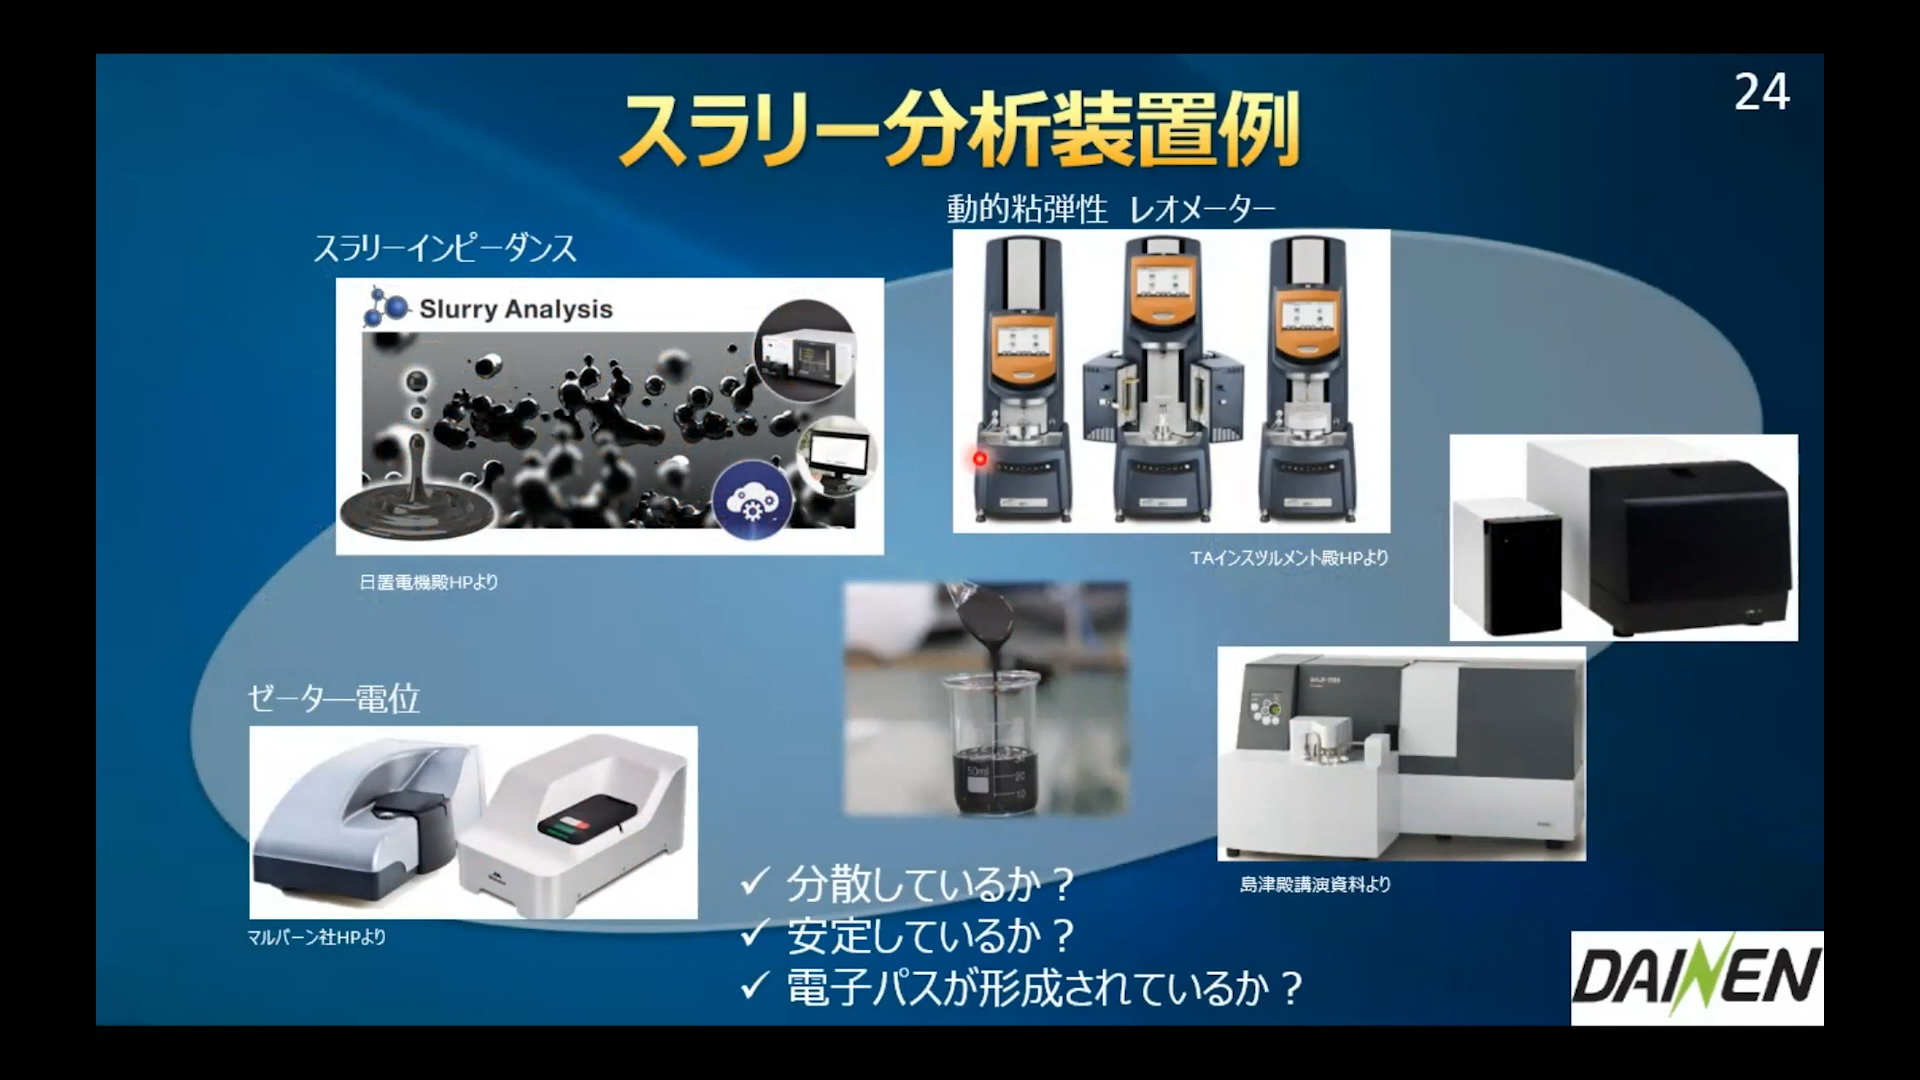 24
スラリー分析装置例
動的粘弾性 レオメーター
スラリーインピーダンス
Slurry Analysis
TAインスツルメント殿HPより
日置電機殿HPより
ゼーター電位
50ml
30
20
10
島津殿講演資料より
マルバーン社HPより
✓ 分散しているか？
✓ 安定しているか？
✓ 電子パスが形成されているか？
DAINEN